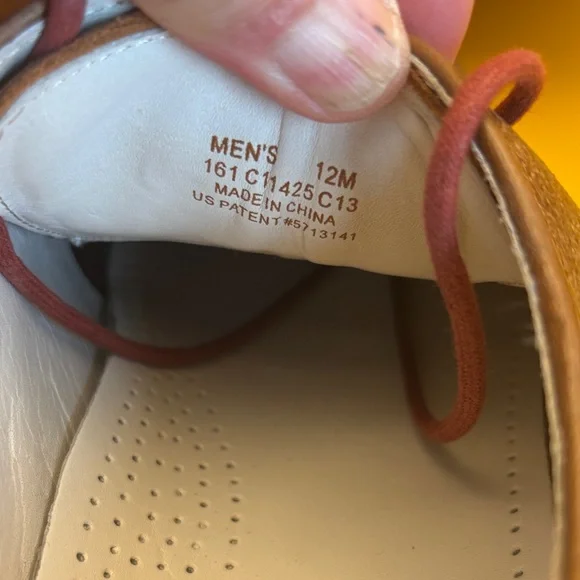 MEN'S 12M
161 C11425 C13
MADE IN CHINA
US PATENT #5713141